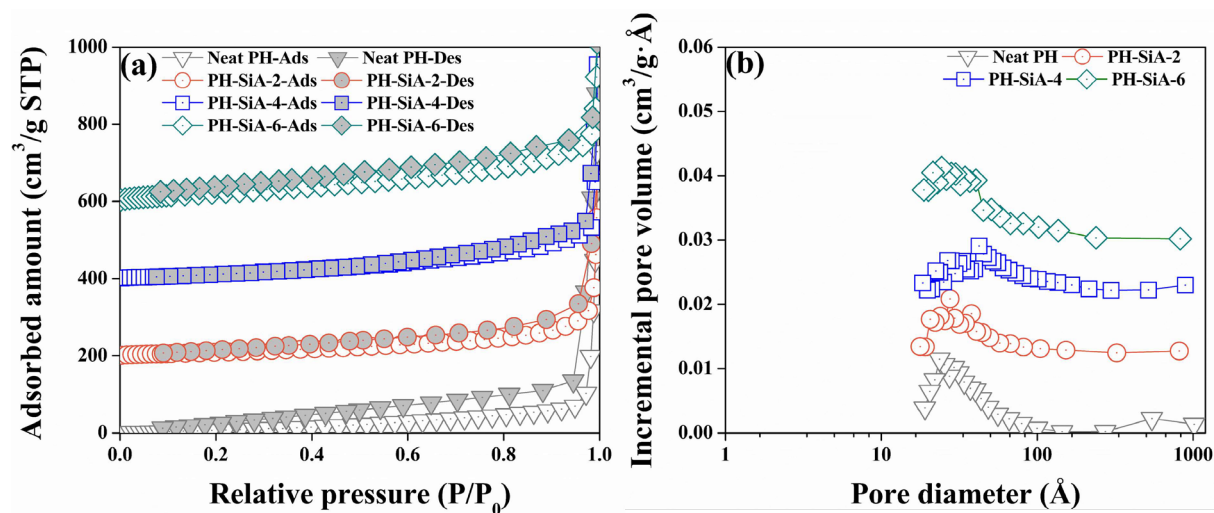 (a)
Neat PH-Ads Neat PH-Des
PH-SiA-2-Ads PH-SiA-2-Des
PH-SiA-4-Ads PH-SiA-4-Des
PH-SiA-6-Ads PH-SiA-6-Des
1000
800
600
400
200
0
0.0 0.2 0.4 0.6 0.8 1.0
Adsorbed amount (cm³/g STP)
Relative pressure (P/P₀)
(b)
Neat PH PH-SiA-2
PH-SiA-4 PH-SiA-6
0.06
0.05
0.04
0.03
0.02
0.01
0.00
1 10 100 1000
Incremental pore volume (cm³/g·Å)
Pore diameter (Å)